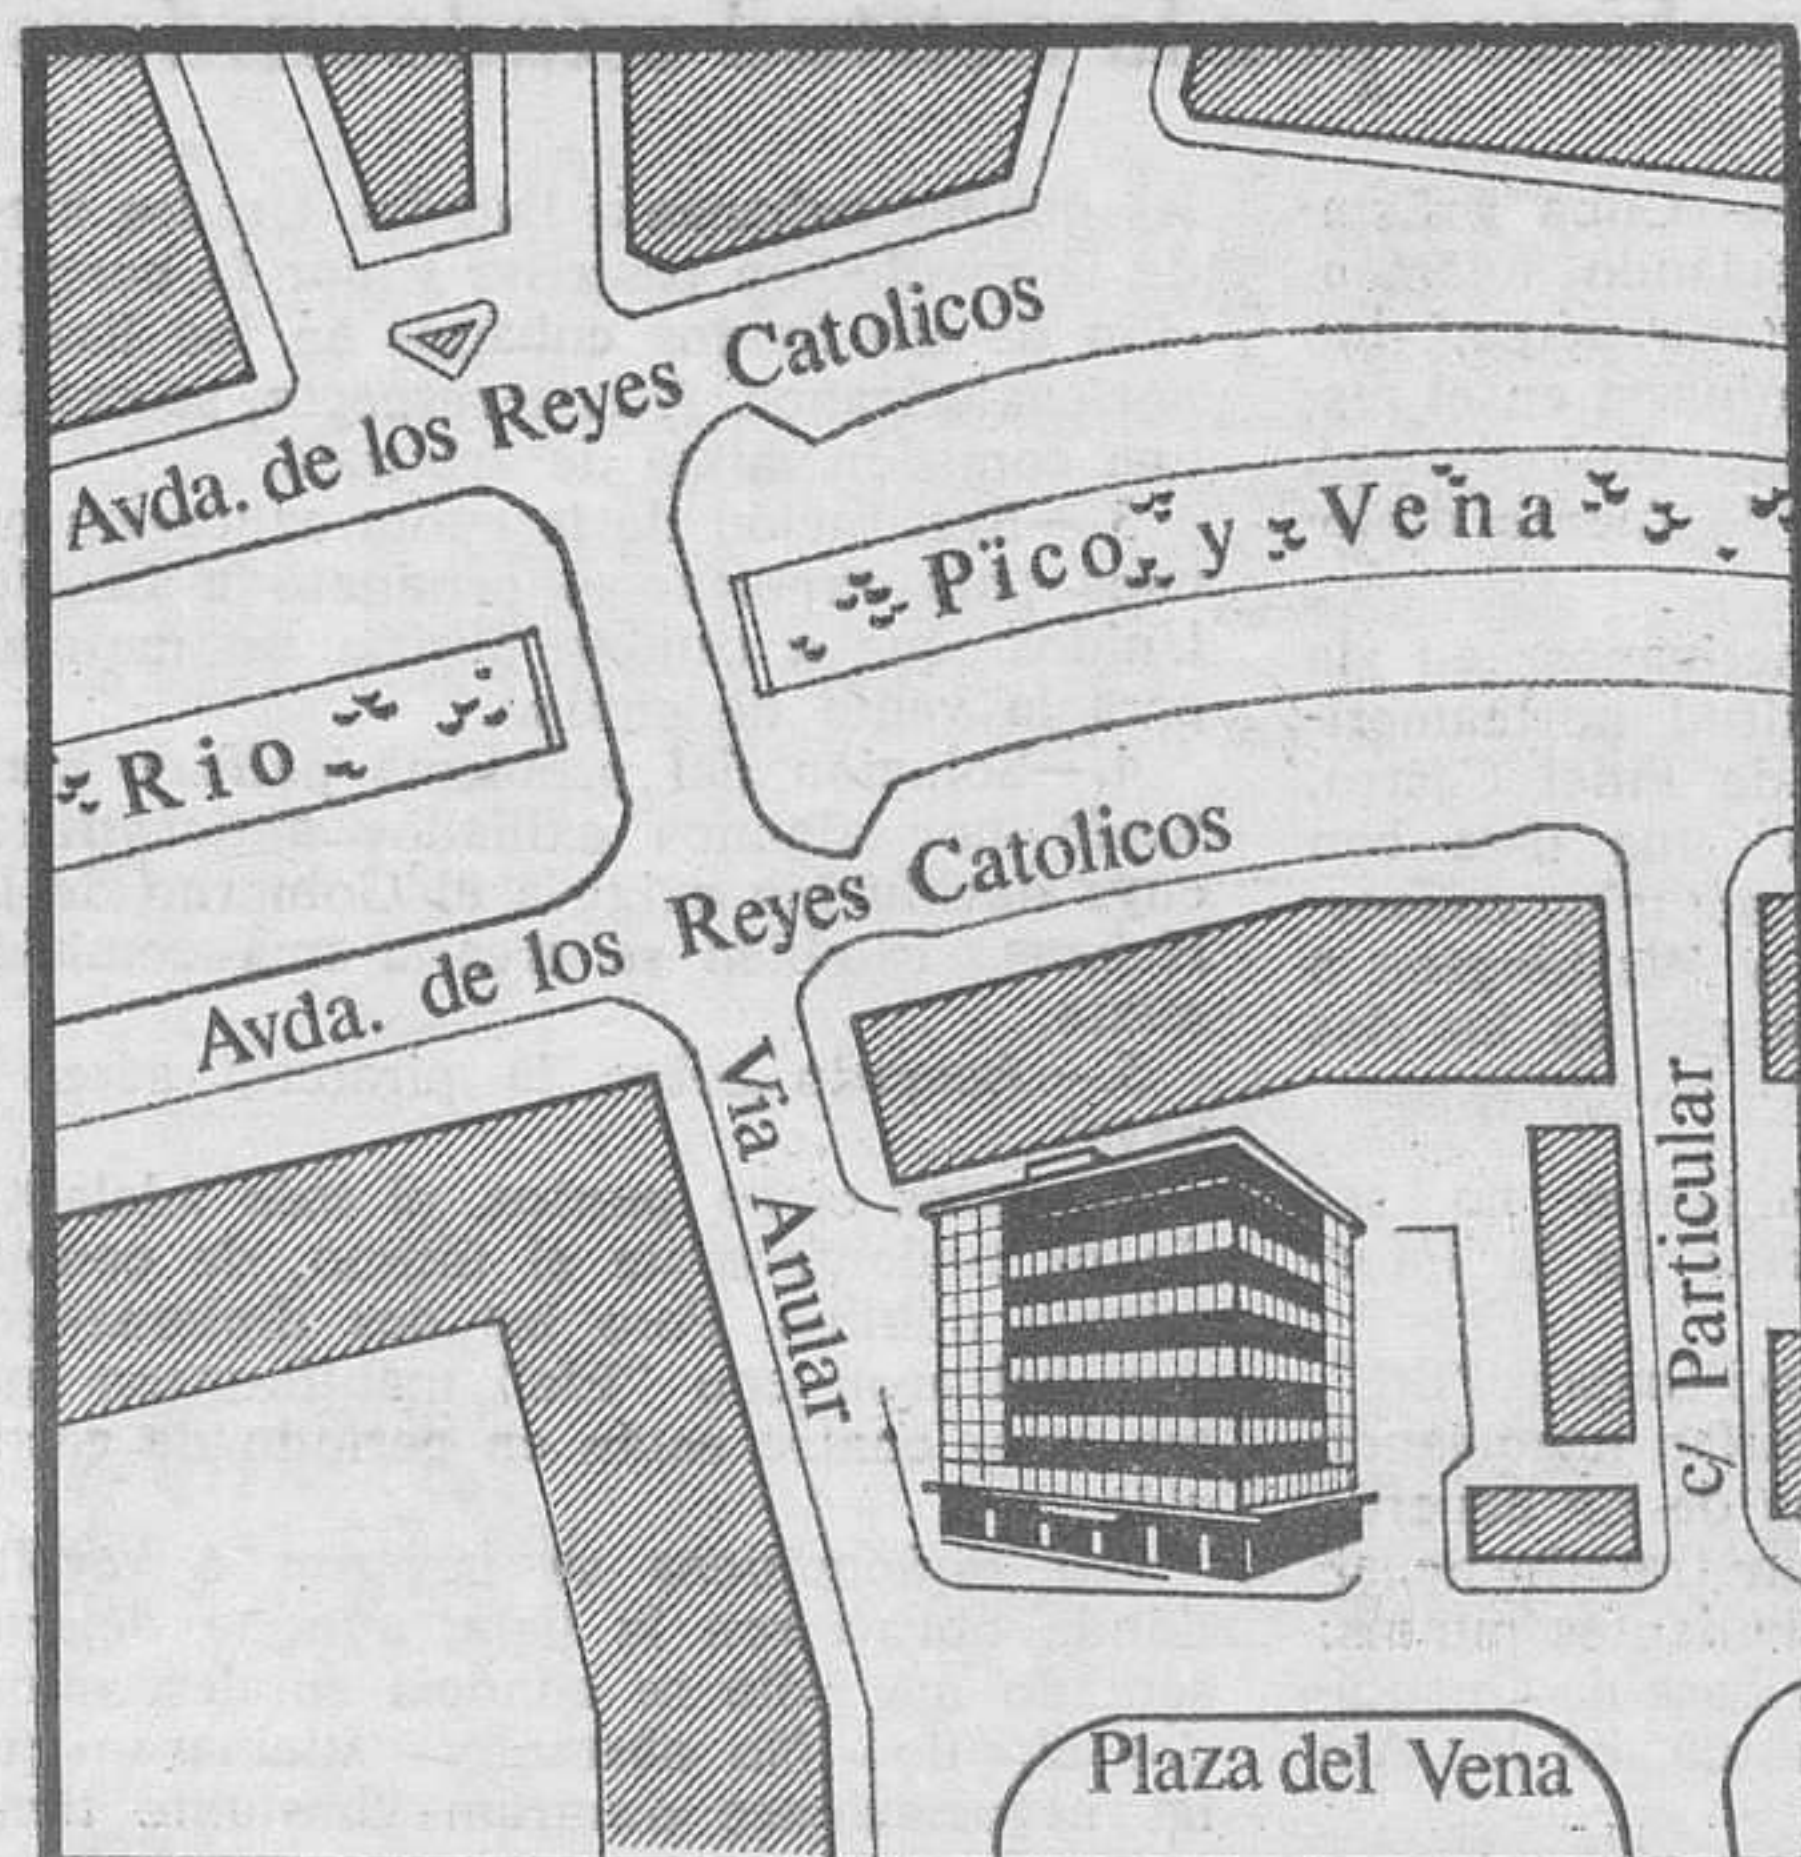 Avda. de los Reyes Catolicos
Rio Pico y Vena
Avda. de los Reyes Catolicos
Via Anular
c/ Particular
Plaza del Vena